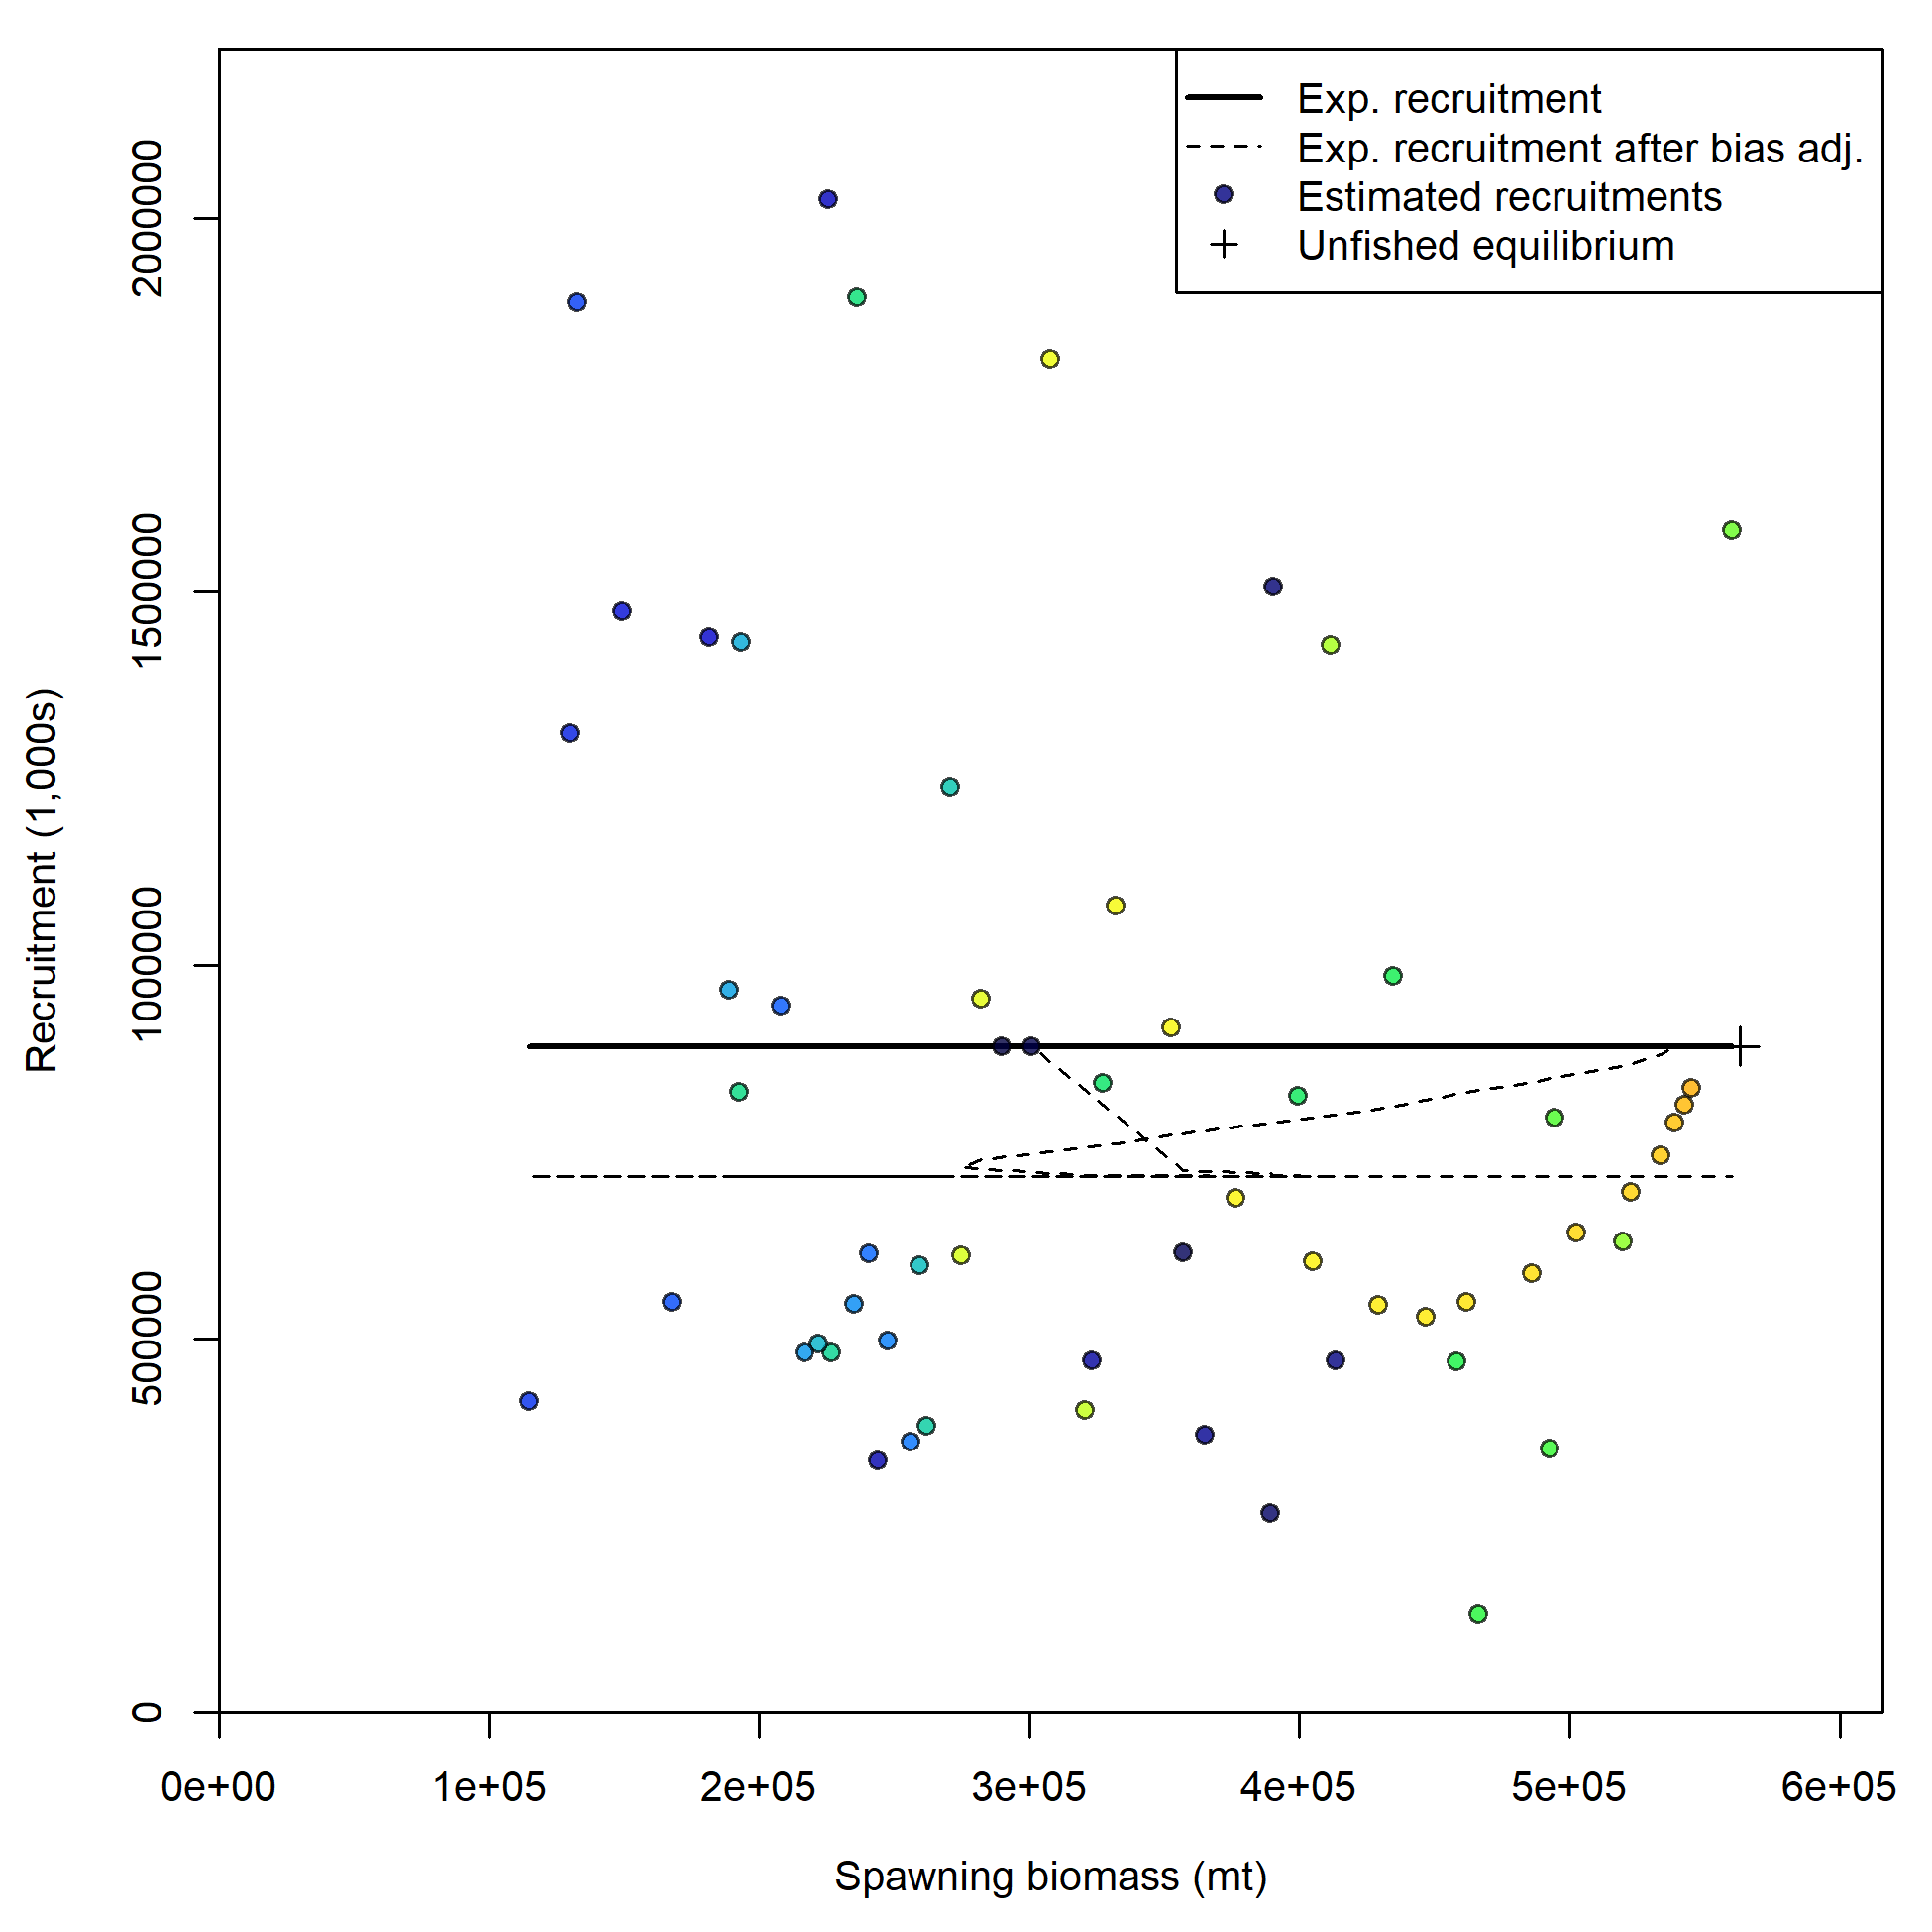 Exp. recruitment
Exp. recruitment after bias adj.
Estimated recruitments
Unfished equilibrium
Recruitment (1,000s)
2000000
1500000
1000000
500000
0
0e+00 1e+05 2e+05 3e+05 4e+05 5e+05 6e+05
Spawning biomass (mt)